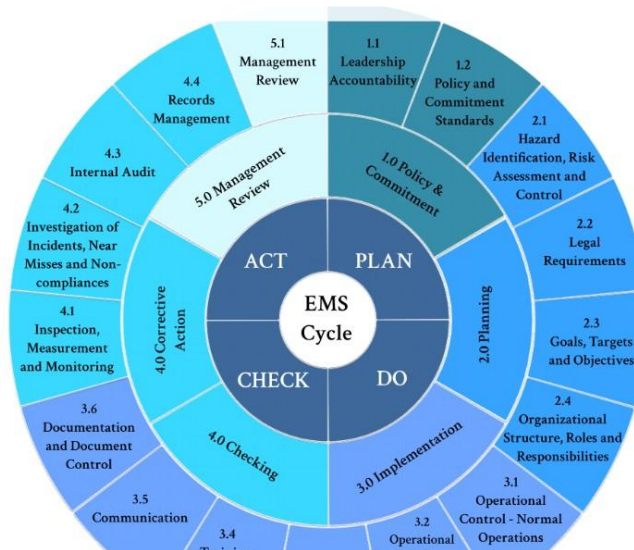 5.1
Management
Review
1.1
Leadership
Accountability
1.2
Policy and
Commitment
Standards
2.1
Hazard
Identification, Risk
Assessment and
Control
2.2
Legal
Requirements
2.3
Goals, Targets
and Objectives
2.4
Organizational
Structure, Roles and
Responsibilities
3.1
Operational
Control - Normal
Operations
3.2
Operational
3.4
3.5
Communication
3.6
Documentation
and Document
Control
4.1
Inspection,
Measurement
and Monitoring
4.2
Investigation of
Incidents, Near
Misses and Non-
compliances
4.3
Internal Audit
4.4
Records
Management
5.0 Management
Review
1.0 Policy &
Commitment
2.0 Planning
3.0 Implementation
4.0 Checking
4.0 Corrective
Action
ACT
PLAN
DO
CHECK
EMS
Cycle